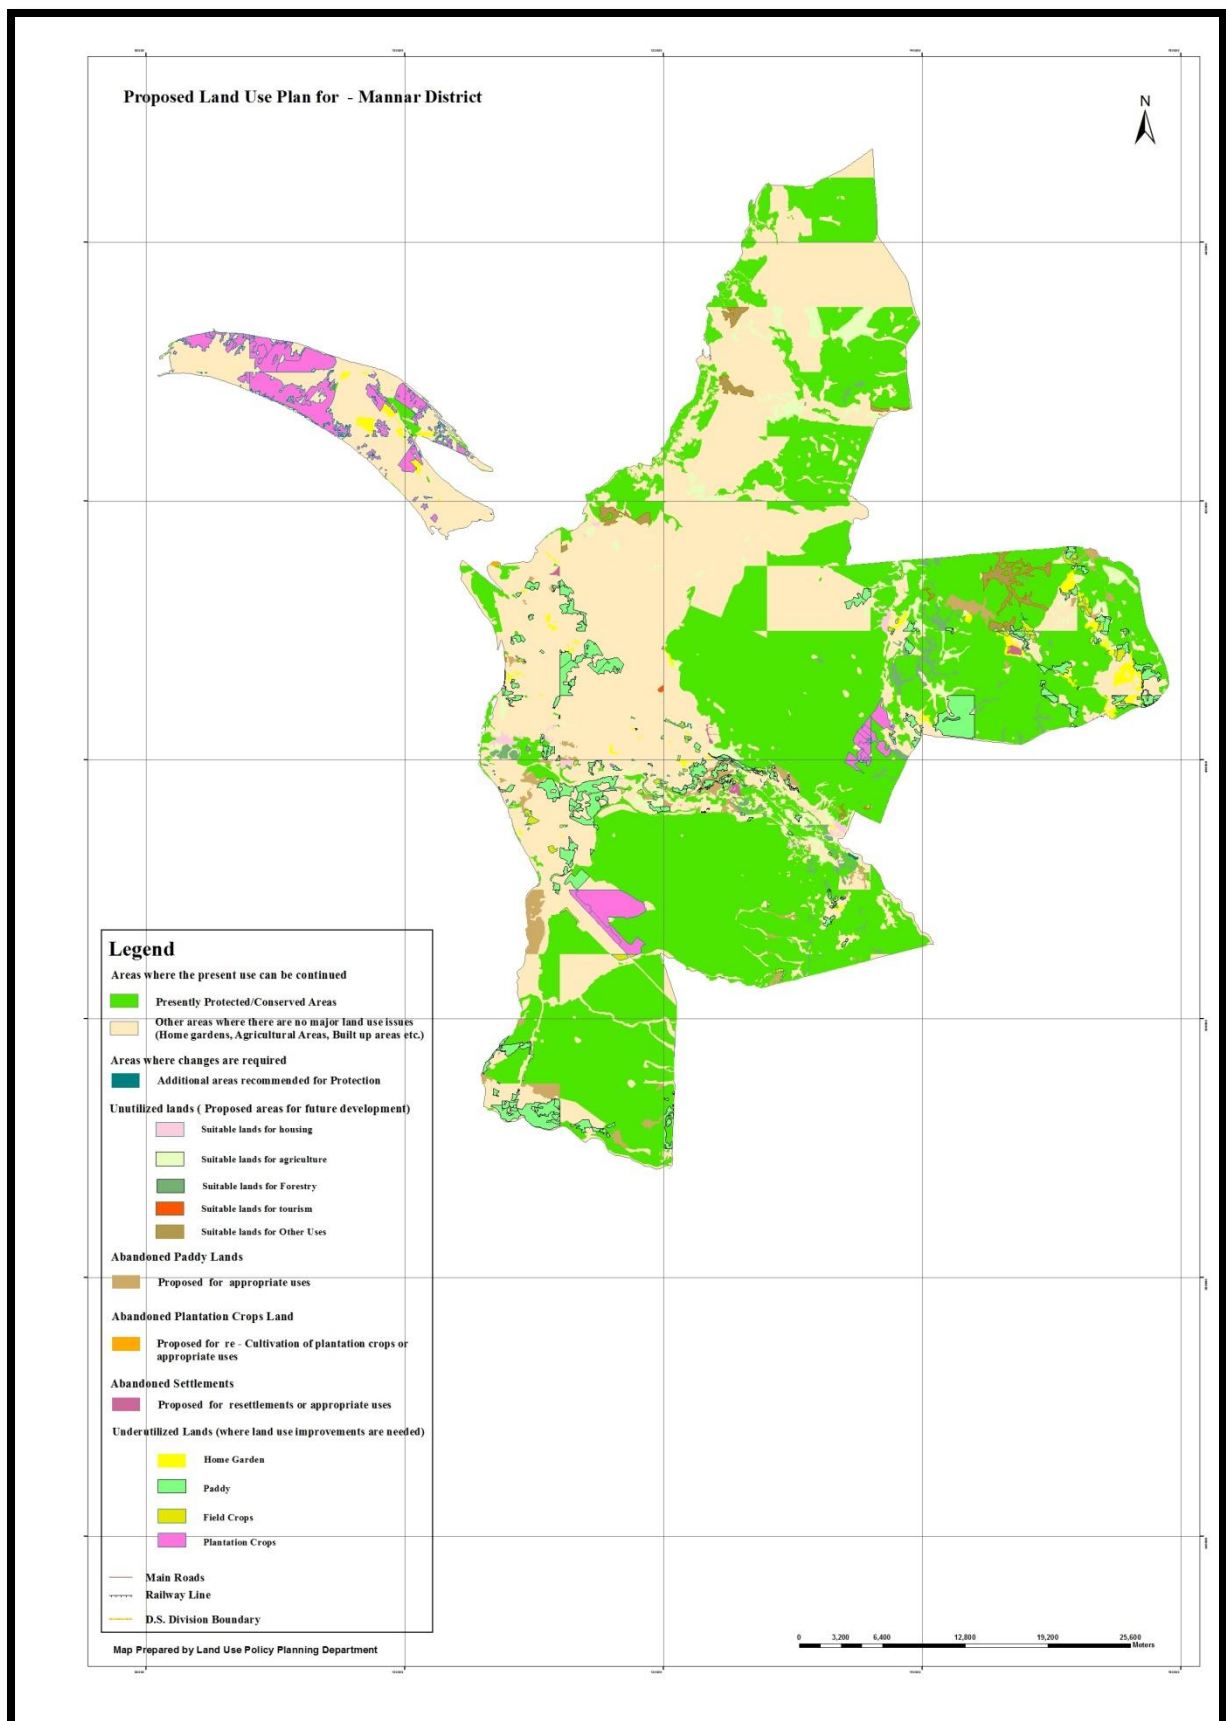 Proposed Land Use Plan for - Mannar District
N
Legend
Areas where the present use can be continued
Presently Protected/Conserved Areas
Other areas where there are no major land use issues
(Home gardens, Agricultural Areas, Built up areas etc.)
Areas where changes are required
Additional areas recommended for Protection
Unutilized lands ( Proposed areas for future development)
Suitable lands for housing
Suitable lands for agriculture
Suitable lands for Forestry
Suitable lands for tourism
Suitable lands for Other Uses
Abandoned Paddy Lands
Proposed for appropriate uses
Abandoned Plantation Crops Land
Proposed for re - Cultivation of plantation crops or
appropriate uses
Abandoned Settlements
Proposed for resettlements or appropriate uses
Underutilized Lands (where land use improvements are needed)
Home Garden
Paddy
Field Crops
Plantation Crops
Main Roads
Railway Line
D.S. Division Boundary
Map Prepared by Land Use Policy Planning Department
0 3,200 6,400 12,800 19,200 25,600
Meters